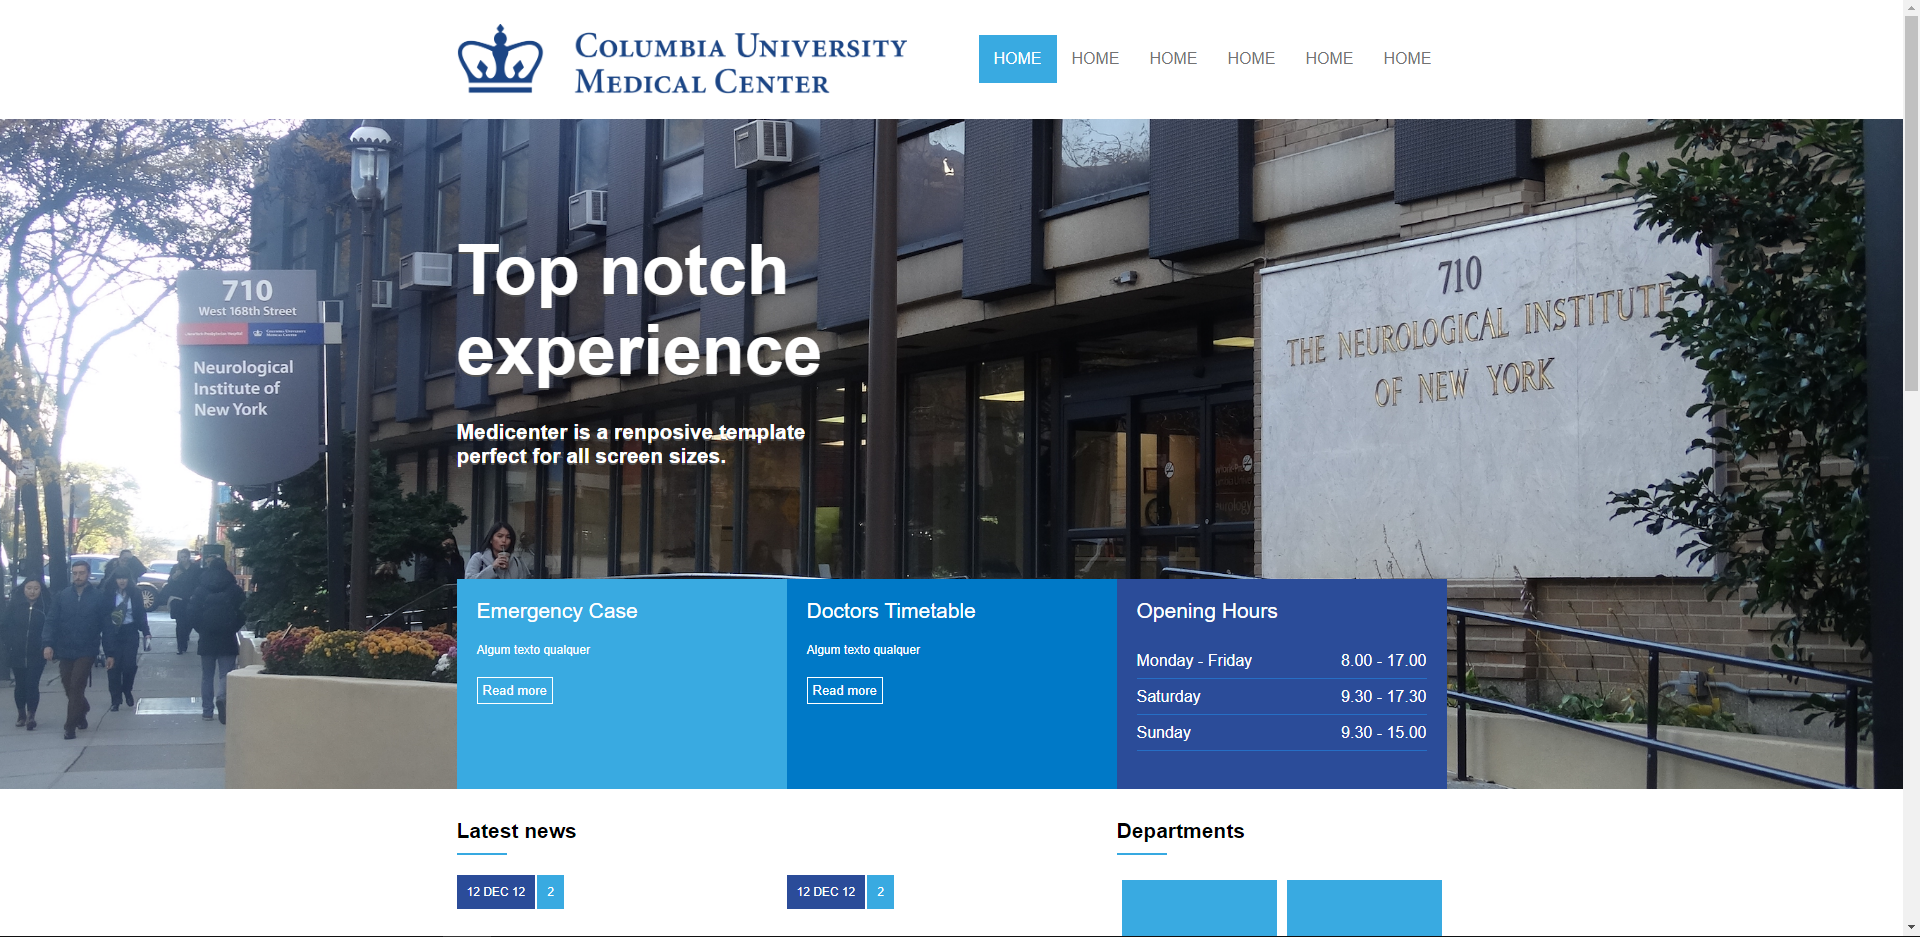 COLUMBIA UNIVERSITY
MEDICAL CENTER
HOME HOME HOME HOME HOME HOME
Top notch
experience
Medicenter is a renposive template
perfect for all screen sizes.
710
West 168th Street
COLUMBIA UNIVERSITY
MEDICAL CENTER
Neurological
Institute of
New York
710
THE NEUROLOGICAL INSTITUTE
OF NEW YORK
Emergency Case
Algum texto qualquer
Read more
Doctors Timetable
Algum texto qualquer
Read more
Opening Hours
Monday - Friday 8.00 - 17.00
Saturday 9.30 - 17.30
Sunday 9.30 - 15.00
Latest news
12 DEC 12 2
12 DEC 12 2
Departments